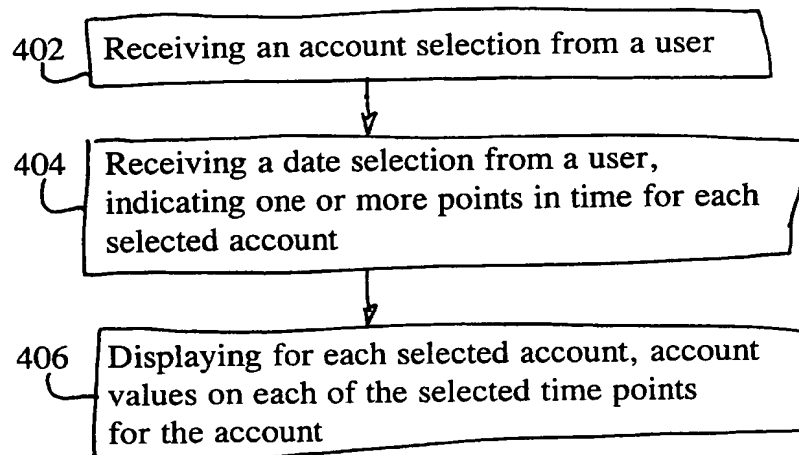 402 Receiving an account selection from a user
404 Receiving a date selection from a user,
indicating one or more points in time for each
selected account
406 Displaying for each selected account, account
values on each of the selected time points
for the account